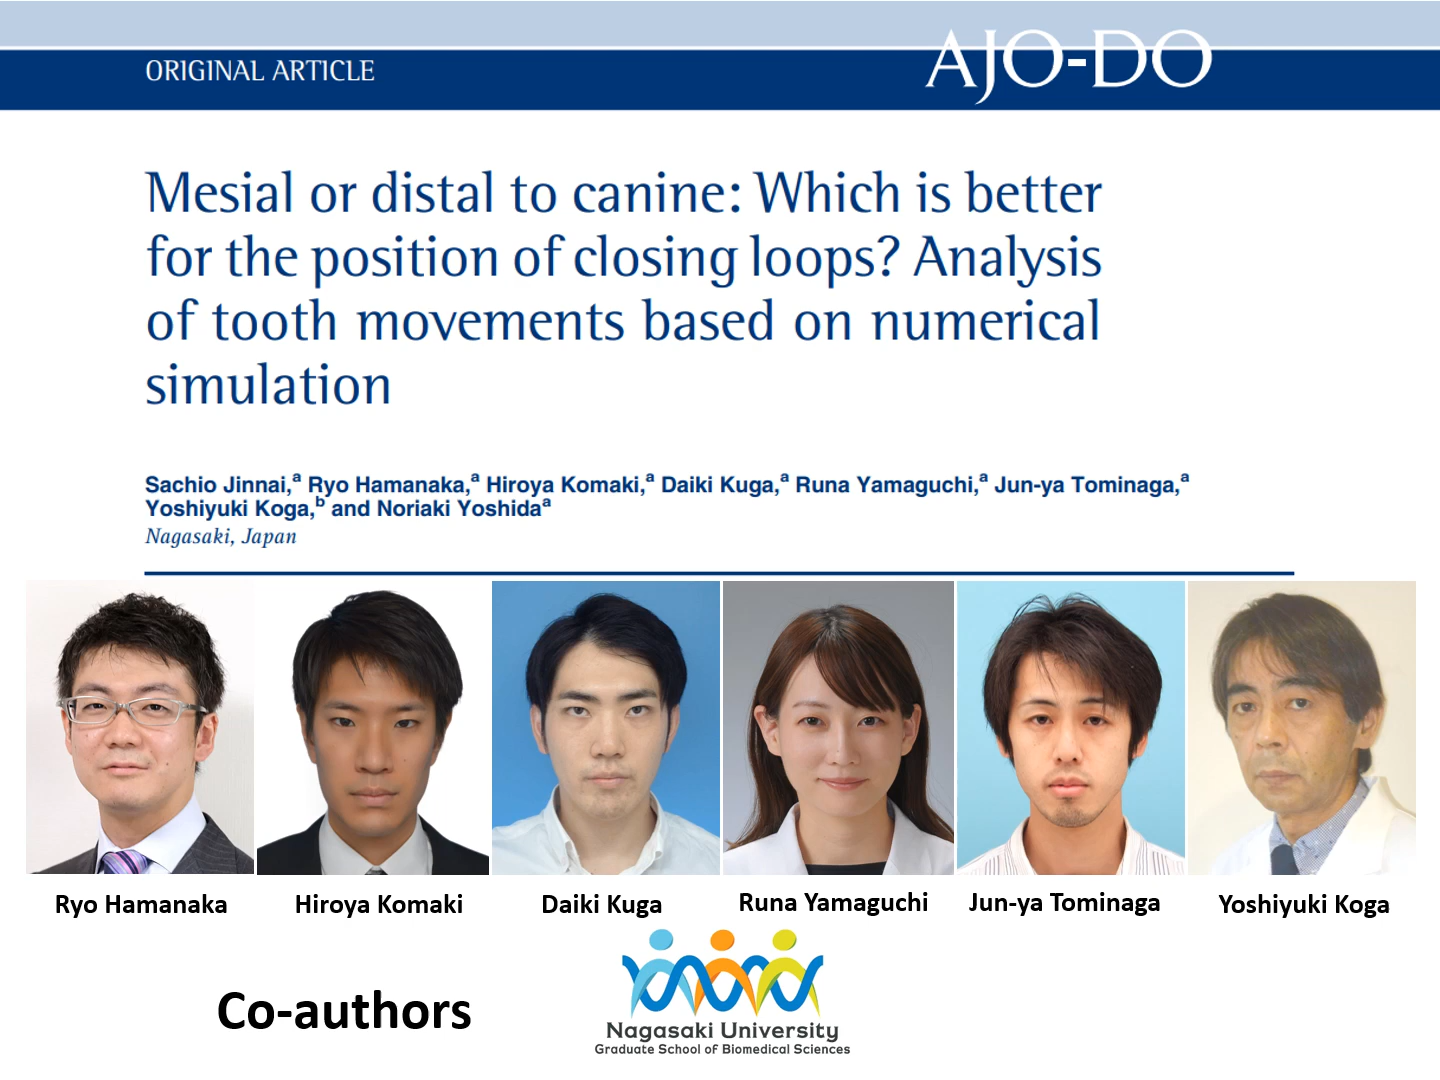 ORIGINAL ARTICLE
AJO-DO
Mesial or distal to canine: Which is better
for the position of closing loops? Analysis
of tooth movements based on numerical
simulation
Sachio Jinnai,a Ryo Hamanaka,a Hiroya Komaki,a Daiki Kuga,a Runa Yamaguchi,a Jun-ya Tominaga,a
Yoshiyuki Koga,b and Noriaki Yoshidaa
Nagasaki, Japan
Ryo Hamanaka
Hiroya Komaki
Daiki Kuga
Runa Yamaguchi
Jun-ya Tominaga
Yoshiyuki Koga
Co-authors
Nagasaki University
Graduate School of Biomedical Sciences